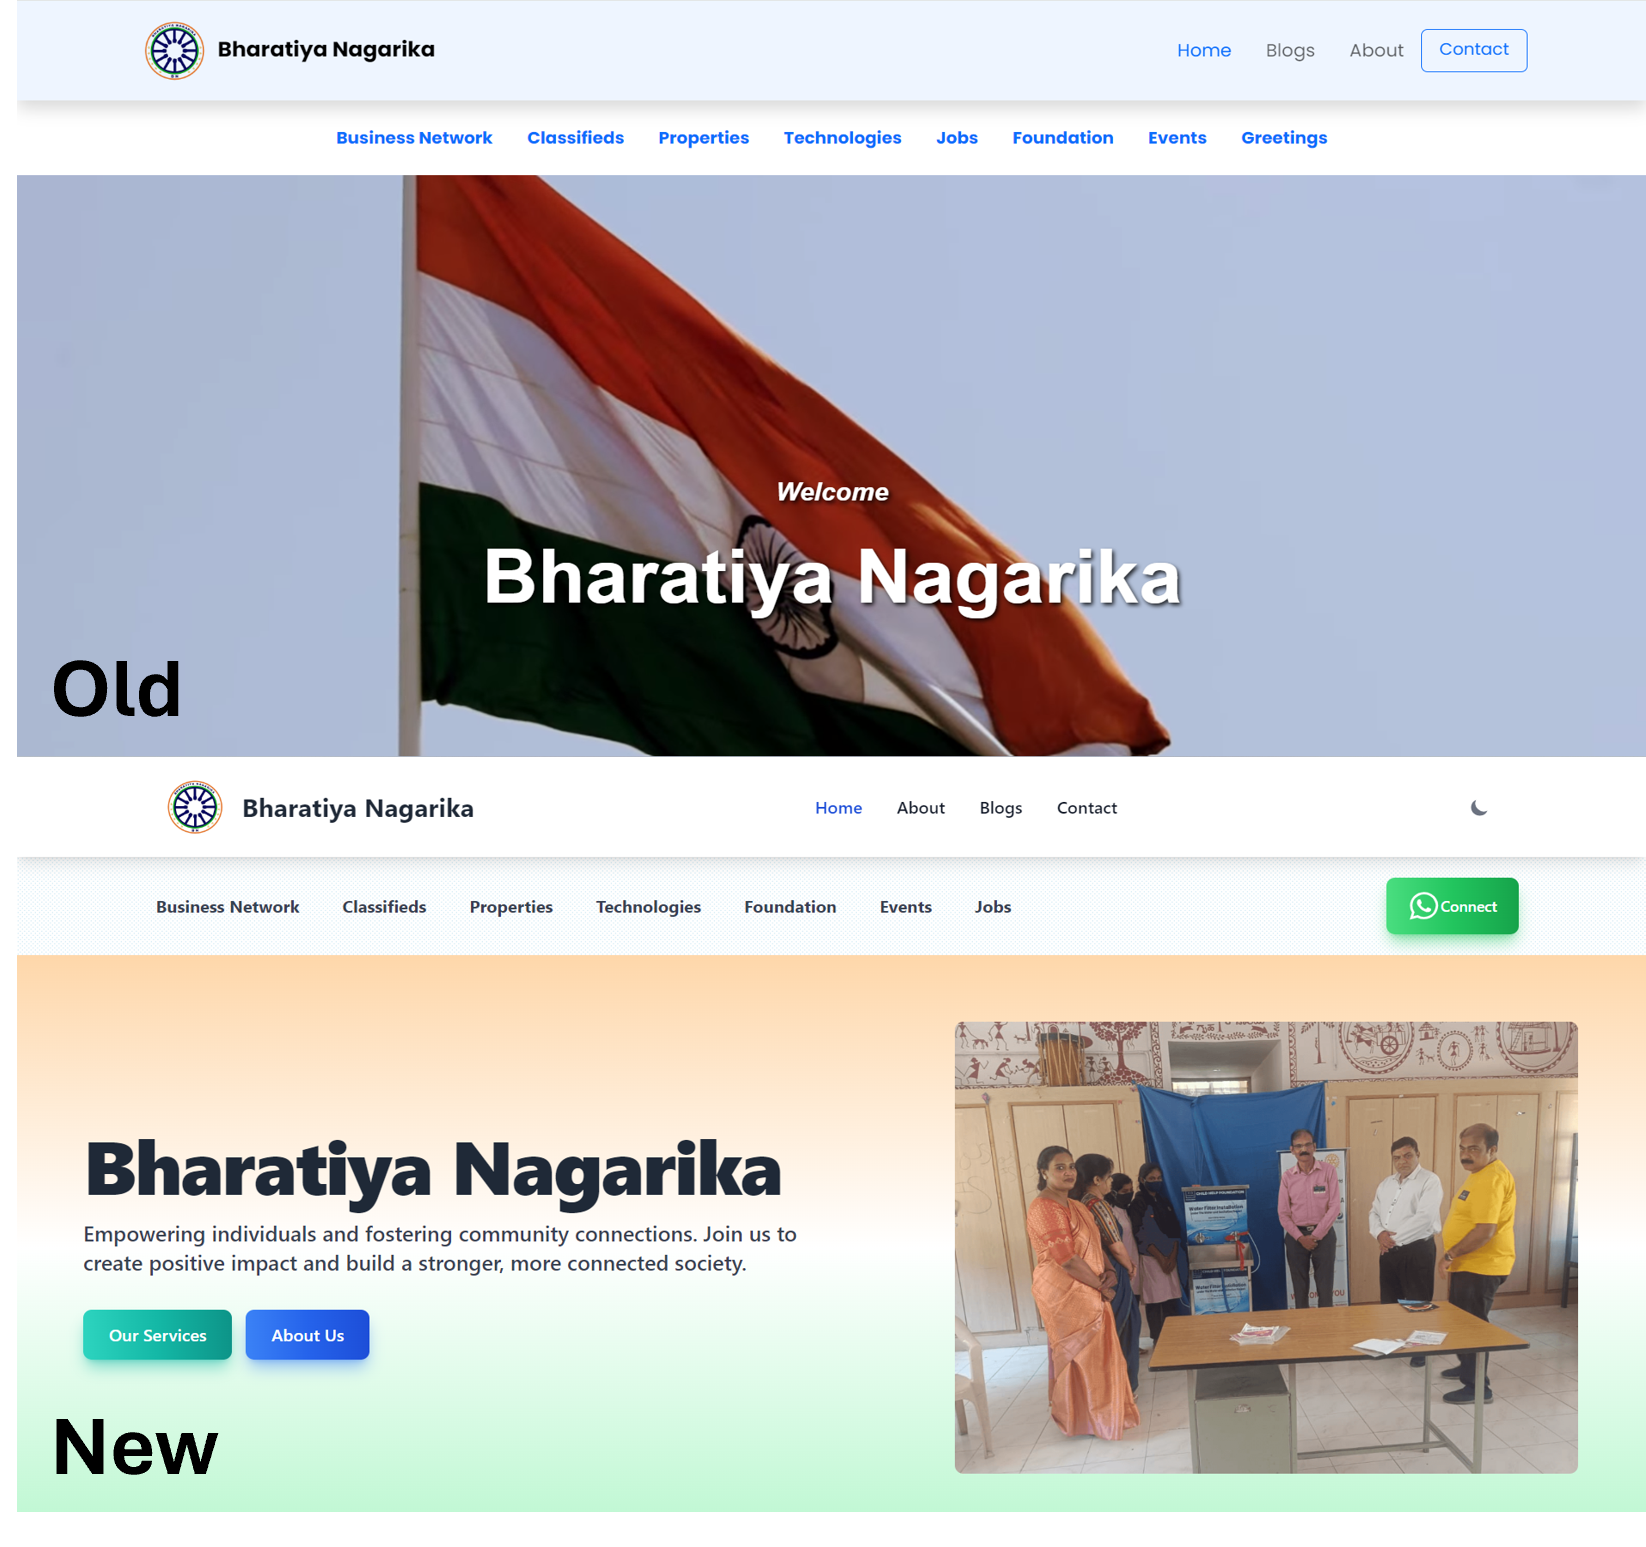 Bharatiya Nagarika
Home Blogs About Contact
Business Network Classifieds Properties Technologies Jobs Foundation Events Greetings
Welcome
Bharatiya Nagarika
Old
Bharatiya Nagarika
Home About Blogs Contact
Business Network Classifieds Properties Technologies Foundation Events Jobs
Connect
Bharatiya Nagarika
Empowering individuals and fostering community connections. Join us to
create positive impact and build a stronger, more connected society.
Our Services About Us
Water Filter Installation
New